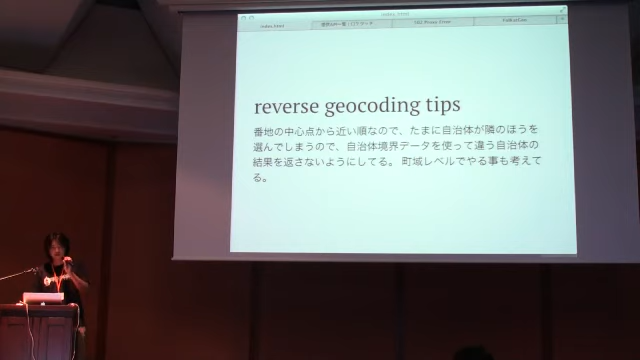 index.html
index.html
reverse geocoding tips
番地の中心点から近い順なので、たまに自治体が隣のほうを
選んでしまうので、自治体境界データを使って違う自治体の
結果を返さないようにしてる。 町域レベルでやる事も考えて
る。